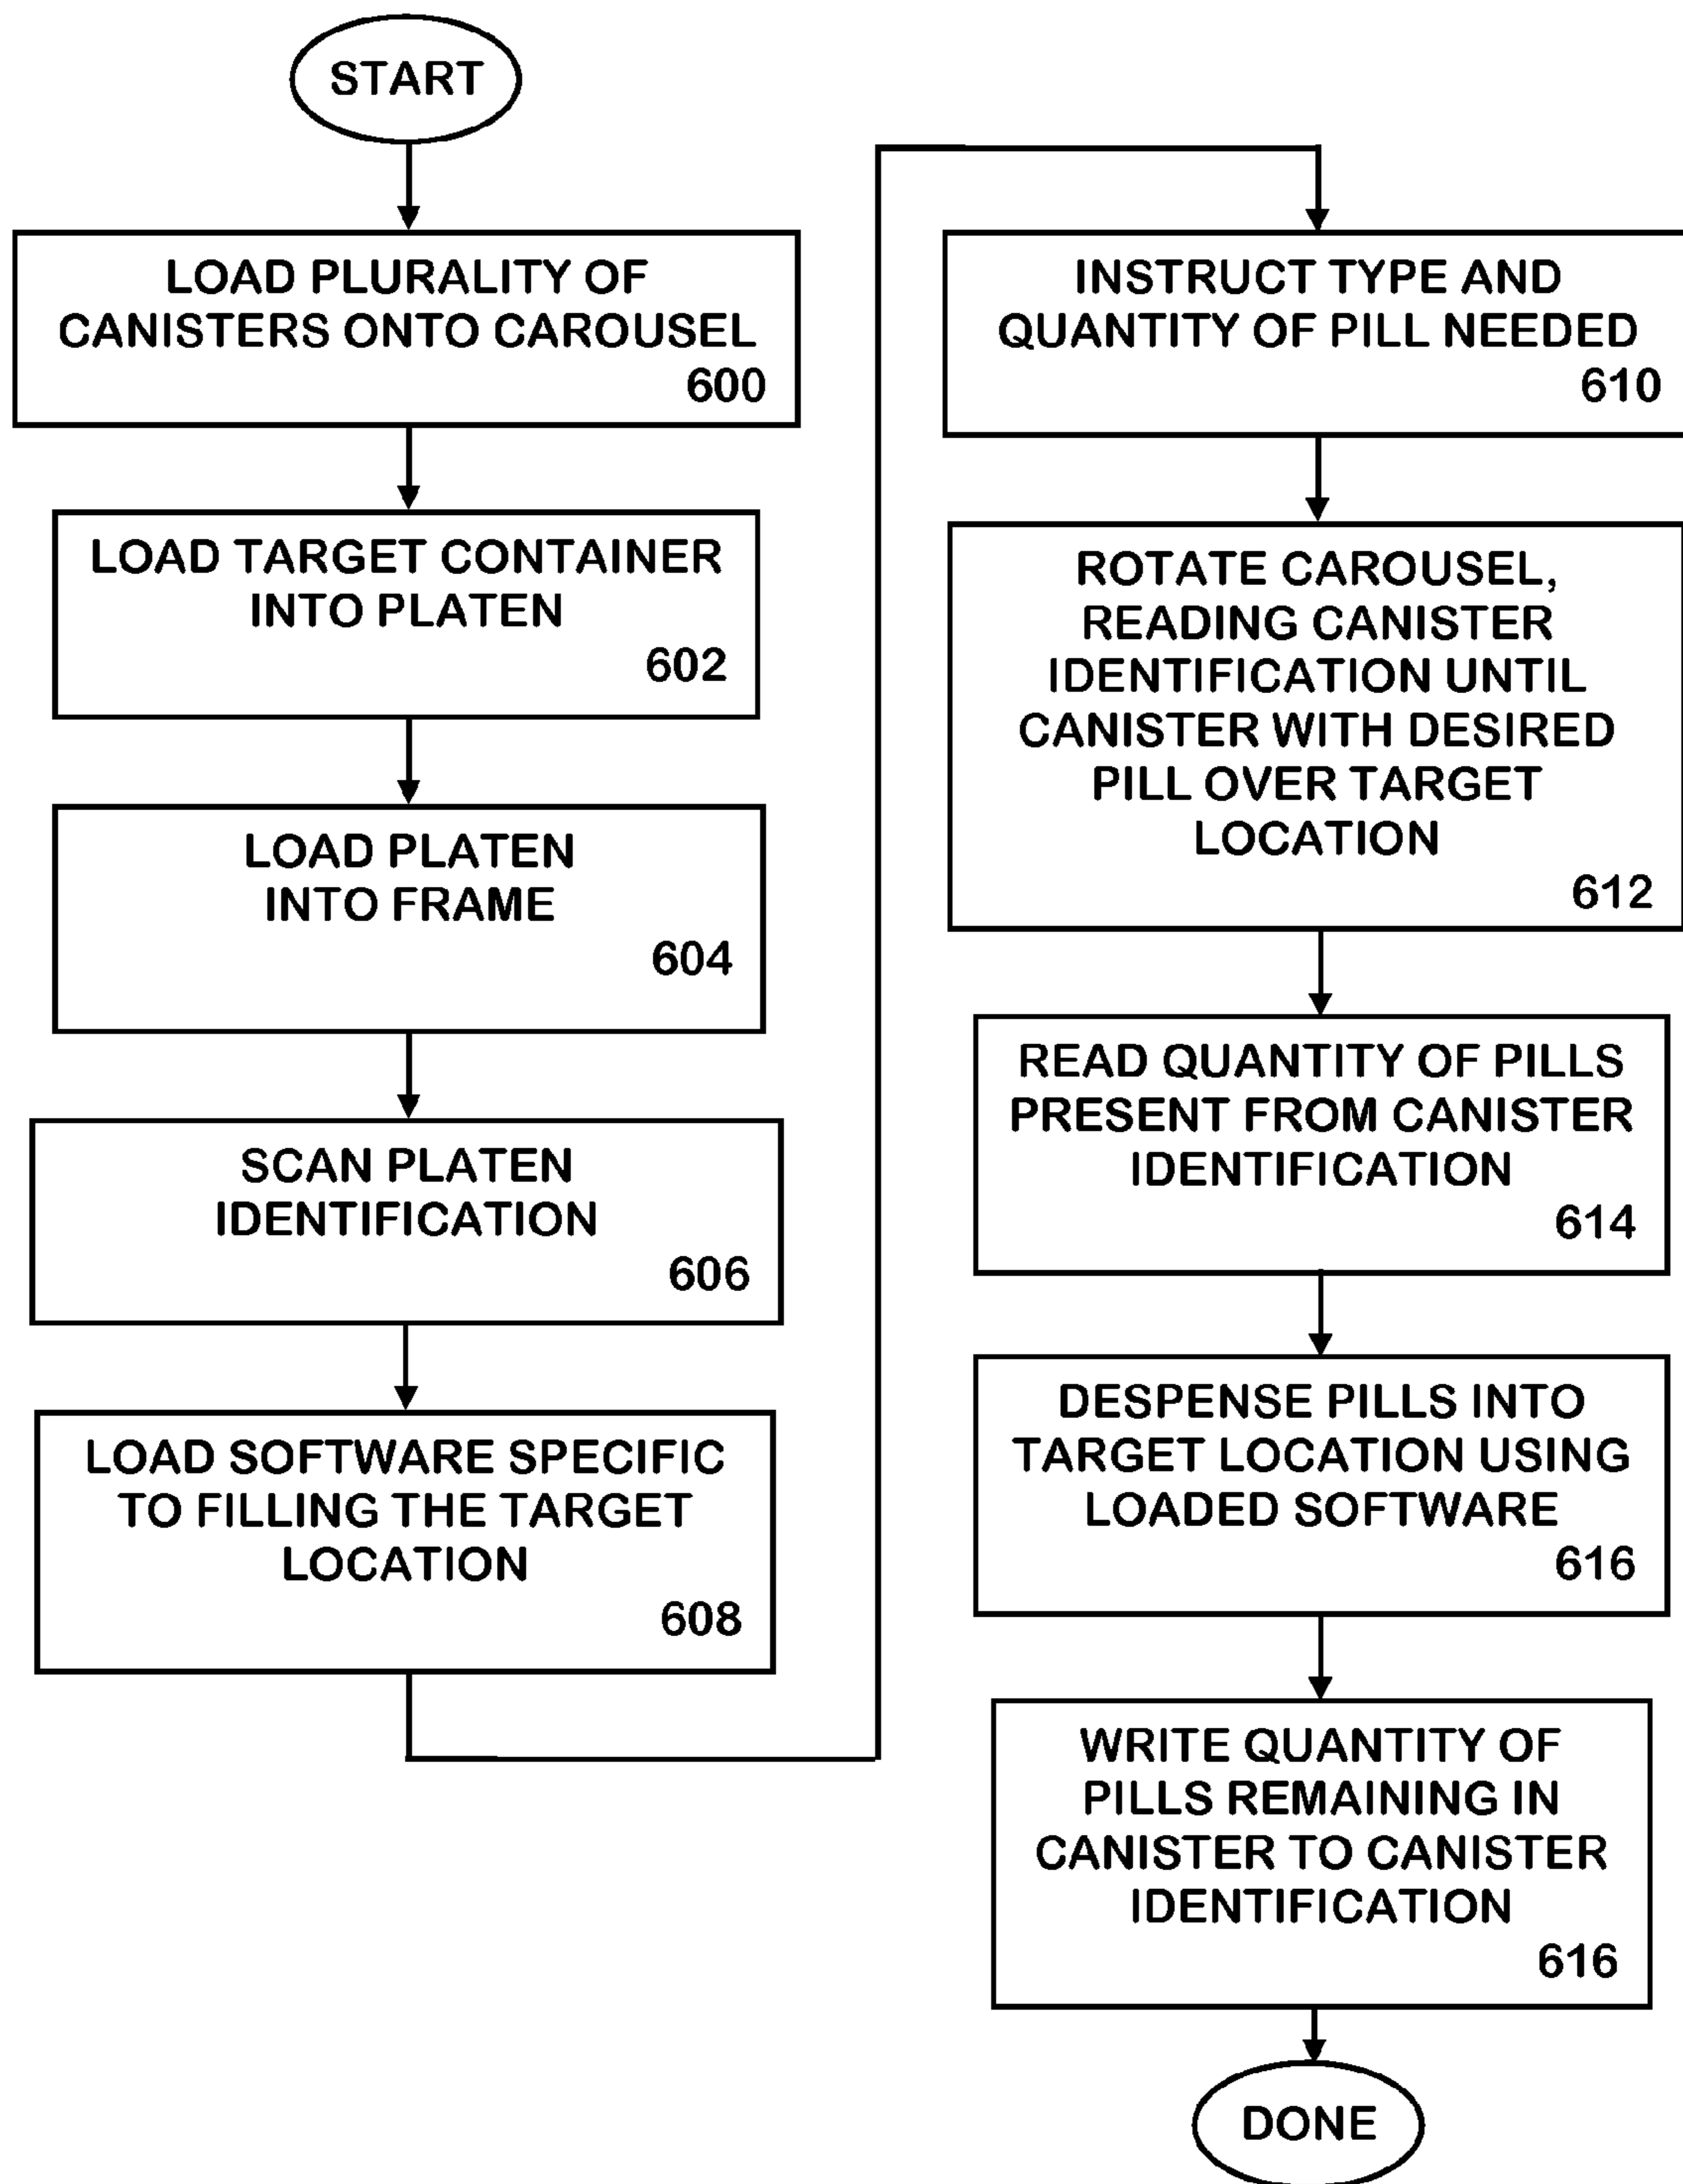 START
LOAD PLURALITY OF
CANISTERS ONTO CAROUSEL
600
LOAD TARGET CONTAINER
INTO PLATEN
602
LOAD PLATEN
INTO FRAME
604
SCAN PLATEN
IDENTIFICATION
606
LOAD SOFTWARE SPECIFIC
TO FILLING THE TARGET
LOCATION
608
INSTRUCT TYPE AND
QUANTITY OF PILL NEEDED
610
ROTATE CAROUSEL,
READING CANISTER
IDENTIFICATION UNTIL
CANISTER WITH DESIRED
PILL OVER TARGET
LOCATION
612
READ QUANTITY OF PILLS
PRESENT FROM CANISTER
IDENTIFICATION
614
DESPENSE PILLS INTO
TARGET LOCATION USING
LOADED SOFTWARE
616
WRITE QUANTITY OF
PILLS REMAINING IN
CANISTER TO CANISTER
IDENTIFICATION
616
DONE